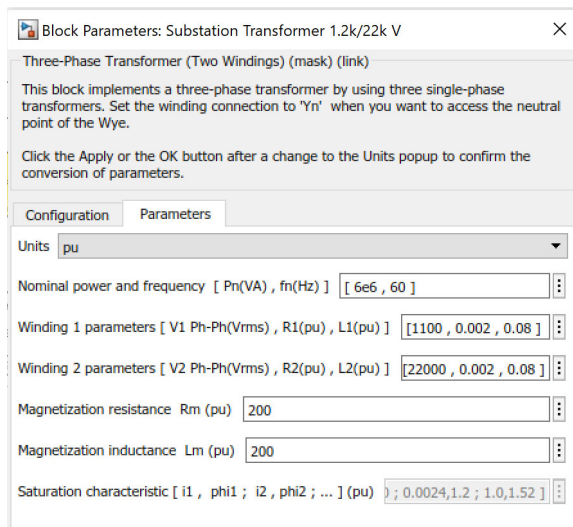 Block Parameters: Substation Transformer 1.2k/22k V
Three-Phase Transformer (Two Windings) (mask) (link)
This block implements a three-phase transformer by using three single-phase
transformers. Set the winding connection to 'Yn' when you want to access the neutral
point of the Wye.
Click the Apply or the OK button after a change to the Units popup to confirm the
conversion of parameters.
Configuration Parameters
Units pu
Nominal power and frequency [ Pn(VA) , fn(Hz) ] [ 6e6 , 60 ]
Winding 1 parameters [ V1 Ph-Ph(Vrms) , R1(pu) , L1(pu) ] [1100 , 0.002 , 0.08 ]
Winding 2 parameters [ V2 Ph-Ph(Vrms) , R2(pu) , L2(pu) ] [22000 , 0.002 , 0.08 ]
Magnetization resistance Rm (pu) 200
Magnetization inductance Lm (pu) 200
Saturation characteristic [ i1 , phi1 ; i2 , phi2 ; ... ] (pu) ; 0.0024,1.2 ; 1.0,1.52 ]